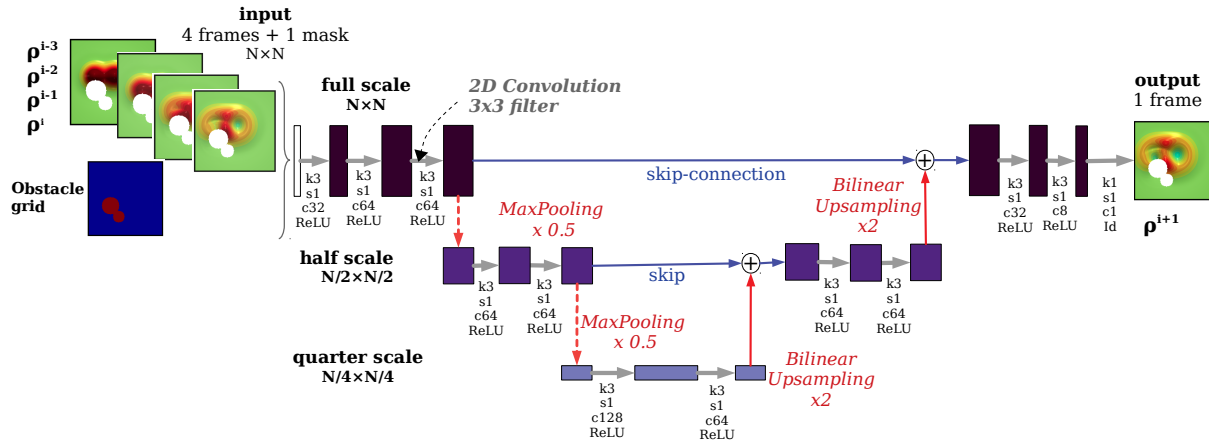 input
4 frames + 1 mask
N×N
ρ^i-3
ρ^i-2
ρ^i-1
ρ^i
Obstacle
grid
full scale
N×N
2D Convolution
3x3 filter
k3
s1
c32
ReLU
k3
s1
c64
ReLU
k3
s1
c64
ReLU
skip-connection
+
k3
s1
c32
ReLU
k3
s1
c8
ReLU
k1
s1
c1
Id
output
1 frame
ρ^i+1
MaxPooling
x 0.5
Bilinear
Upsampling
x2
half scale
N/2×N/2
k3
s1
c64
ReLU
k3
s1
c64
ReLU
skip
+
k3
s1
c64
ReLU
k3
s1
c64
ReLU
MaxPooling
x 0.5
Bilinear
Upsampling
x2
quarter scale
N/4×N/4
k3
s1
c128
ReLU
k3
s1
c64
ReLU